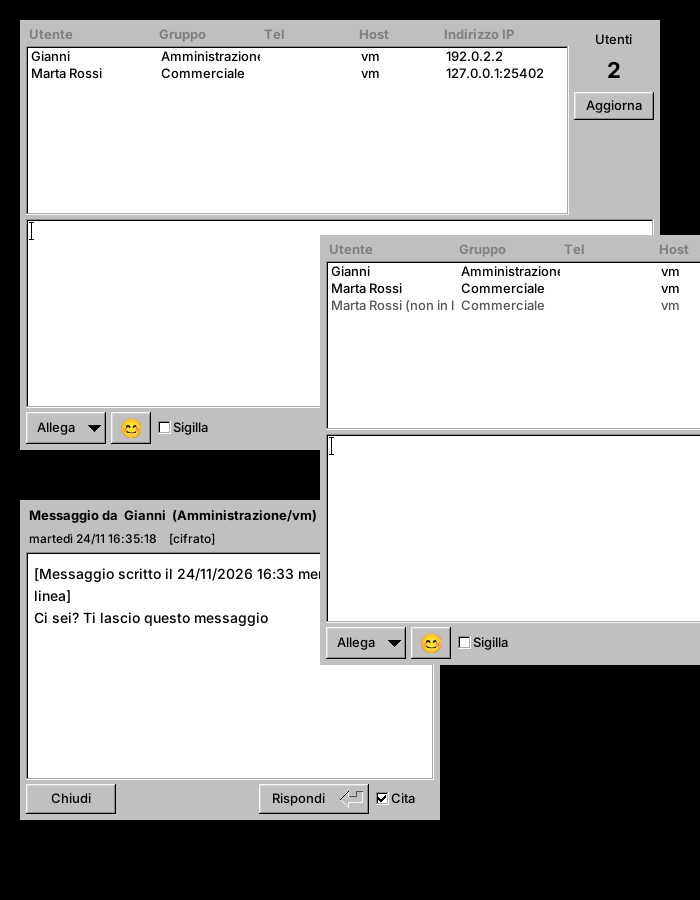 Utente Gruppo Tel Host Indirizzo IP
Gianni Amministrazione vm 192.0.2.2
Marta Rossi Commerciale vm 127.0.0.1:25402
Utenti
2
Aggiorna
Allega Sigilla
Utente Gruppo Tel Host
Gianni Amministrazione vm
Marta Rossi Commerciale vm
Marta Rossi (non in l Commerciale vm
Allega Sigilla
Messaggio da Gianni (Amministrazione/vm)
martedì 24/11 16:35:18 [cifrato]
[Messaggio scritto il 24/11/2026 16:33
linea]
Ci sei? Ti lascio questo messaggio
Chiudi Rispondi Cita